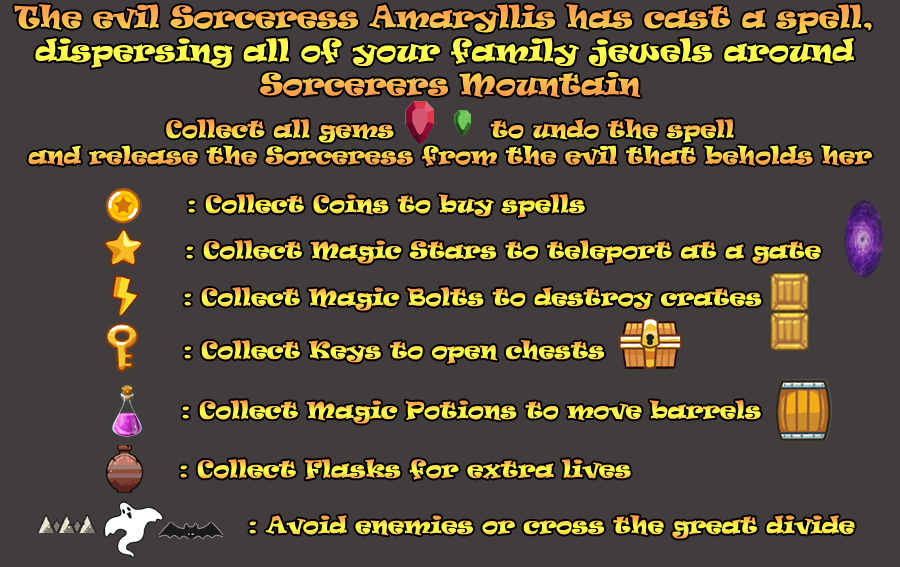 The evil Sorceress Amaryllis has cast a spell,
dispersing all of your family jewels around
Sorcerers Mountain
Collect all gems to undo the spell
and release the Sorceress from the evil that beholds her
: Collect Coins to buy spells
: Collect Magic Stars to teleport at a gate
: Collect Magic Bolts to destroy crates
: Collect Keys to open chests
: Collect Magic Potions to move barrels
: Collect Flasks for extra lives
: Avoid enemies or cross the great divide